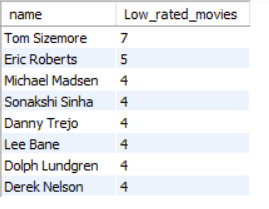 name Low_rated_movies
Tom Sizemore 7
Eric Roberts 5
Michael Madsen 4
Sonakshi Sinha 4
Danny Trejo 4
Lee Bane 4
Dolph Lundgren 4
Derek Nelson 4